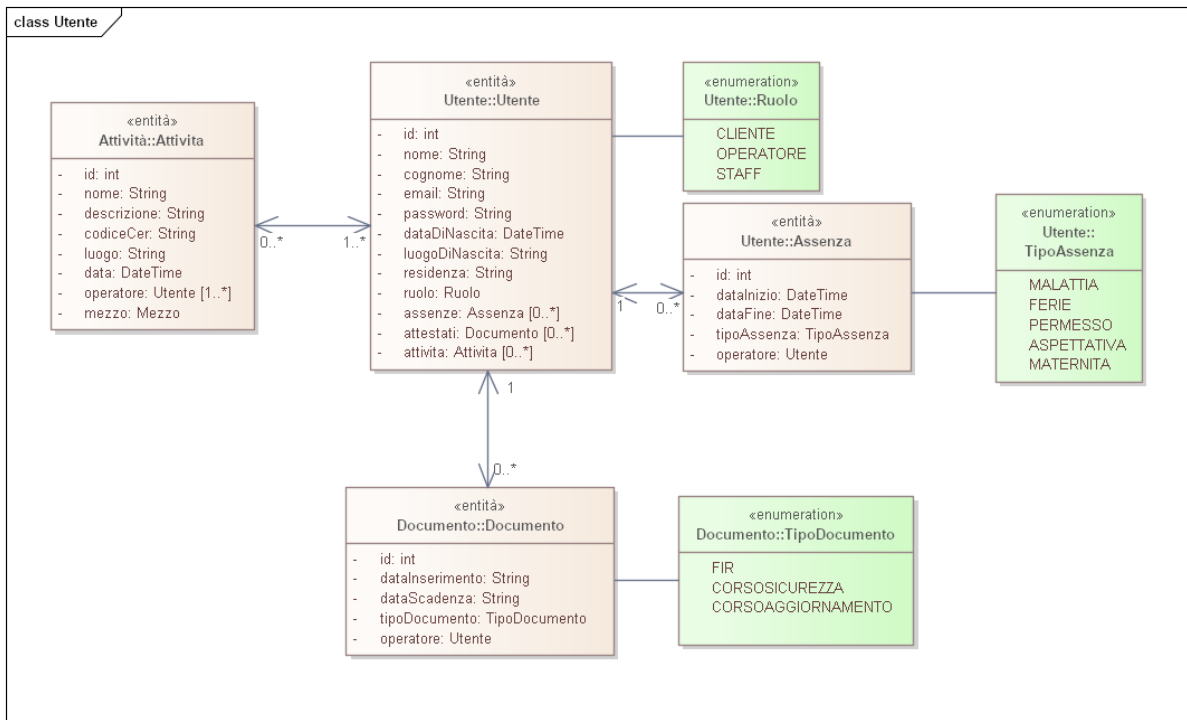 class Utente
«entità»
Attività::Attivita
- id: int
- nome: String
- descrizione: String
- codiceCer: String
- luogo: String
- data: DateTime
- operatore: Utente [1..*]
- mezzo: Mezzo
0..*
1..*
«entità»
Utente::Utente
- id: int
- nome: String
- cognome: String
- email: String
- password: String
- dataDiNascita: DateTime
- luogoDiNascita: String
- residenza: String
- ruolo: Ruolo
- assenze: Assenza [0..*]
- attestati: Documento [0..*]
- attivita: Attivita [0..*]
«enumeration»
Utente::Ruolo
CLIENTE
OPERATORE
STAFF
1
0..*
«entità»
Utente::Assenza
- id: int
- dataInizio: DateTime
- dataFine: DateTime
- tipoAssenza: TipoAssenza
- operatore: Utente
«enumeration»
Utente::
TipoAssenza
MALATTIA
FERIE
PERMESSO
ASPETTATIVA
MATERNITA
1
0..*
«entità»
Documento::Documento
- id: int
- dataInserimento: String
- dataScadenza: String
- tipoDocumento: TipoDocumento
- operatore: Utente
«enumeration»
Documento::TipoDocumento
FIR
CORSOSICUREZZA
CORSOAGGIORNAMENTO